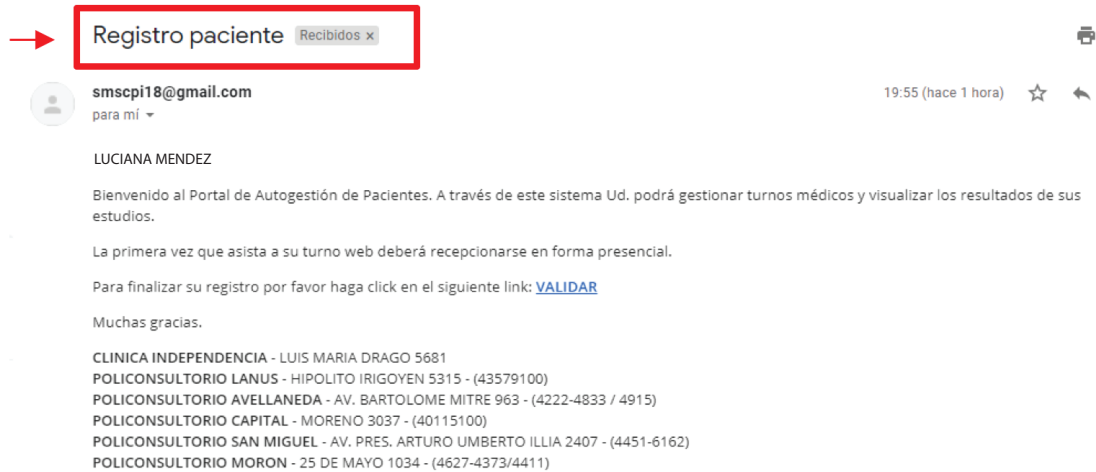 Registro paciente Recibidos x
smscpi18@gmail.com 19:55 (hace 1 hora)
para mí
LUCIANA MENDEZ
Bienvenido al Portal de Autogestión de Pacientes. A través de este sistema Ud. podrá gestionar turnos médicos y visualizar los resultados de sus
estudios.
La primera vez que asista a su turno web deberá recepcionarse en forma presencial.
Para finalizar su registro por favor haga click en el siguiente link: VALIDAR
Muchas gracias.
CLINICA INDEPENDENCIA - LUIS MARIA DRAGO 5681
POLICONSULTORIO LANUS - HIPOLITO IRIGOYEN 5315 - (43579100)
POLICONSULTORIO AVELLANEDA - AV. BARTOLOME MITRE 963 - (4222-4833 / 4915)
POLICONSULTORIO CAPITAL - MORENO 3037 - (40115100)
POLICONSULTORIO SAN MIGUEL - AV. PRES. ARTURO UMBERTO ILLIA 2407 - (4451-6162)
POLICONSULTORIO MORON - 25 DE MAYO 1034 - (4627-4373/4411)